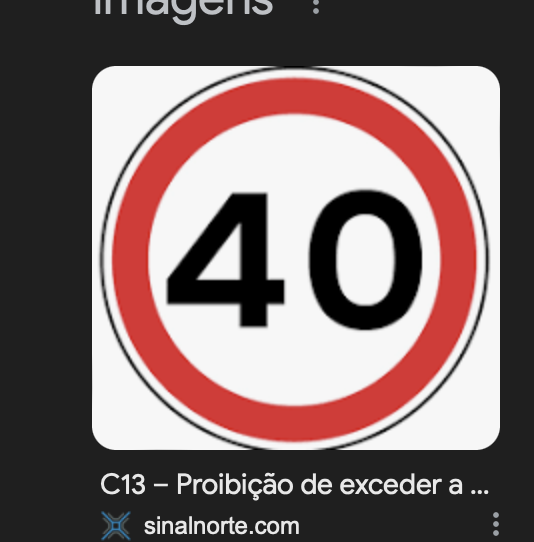 Imagens
40
C13 – Proibição de exceder a ...
sinalnorte.com